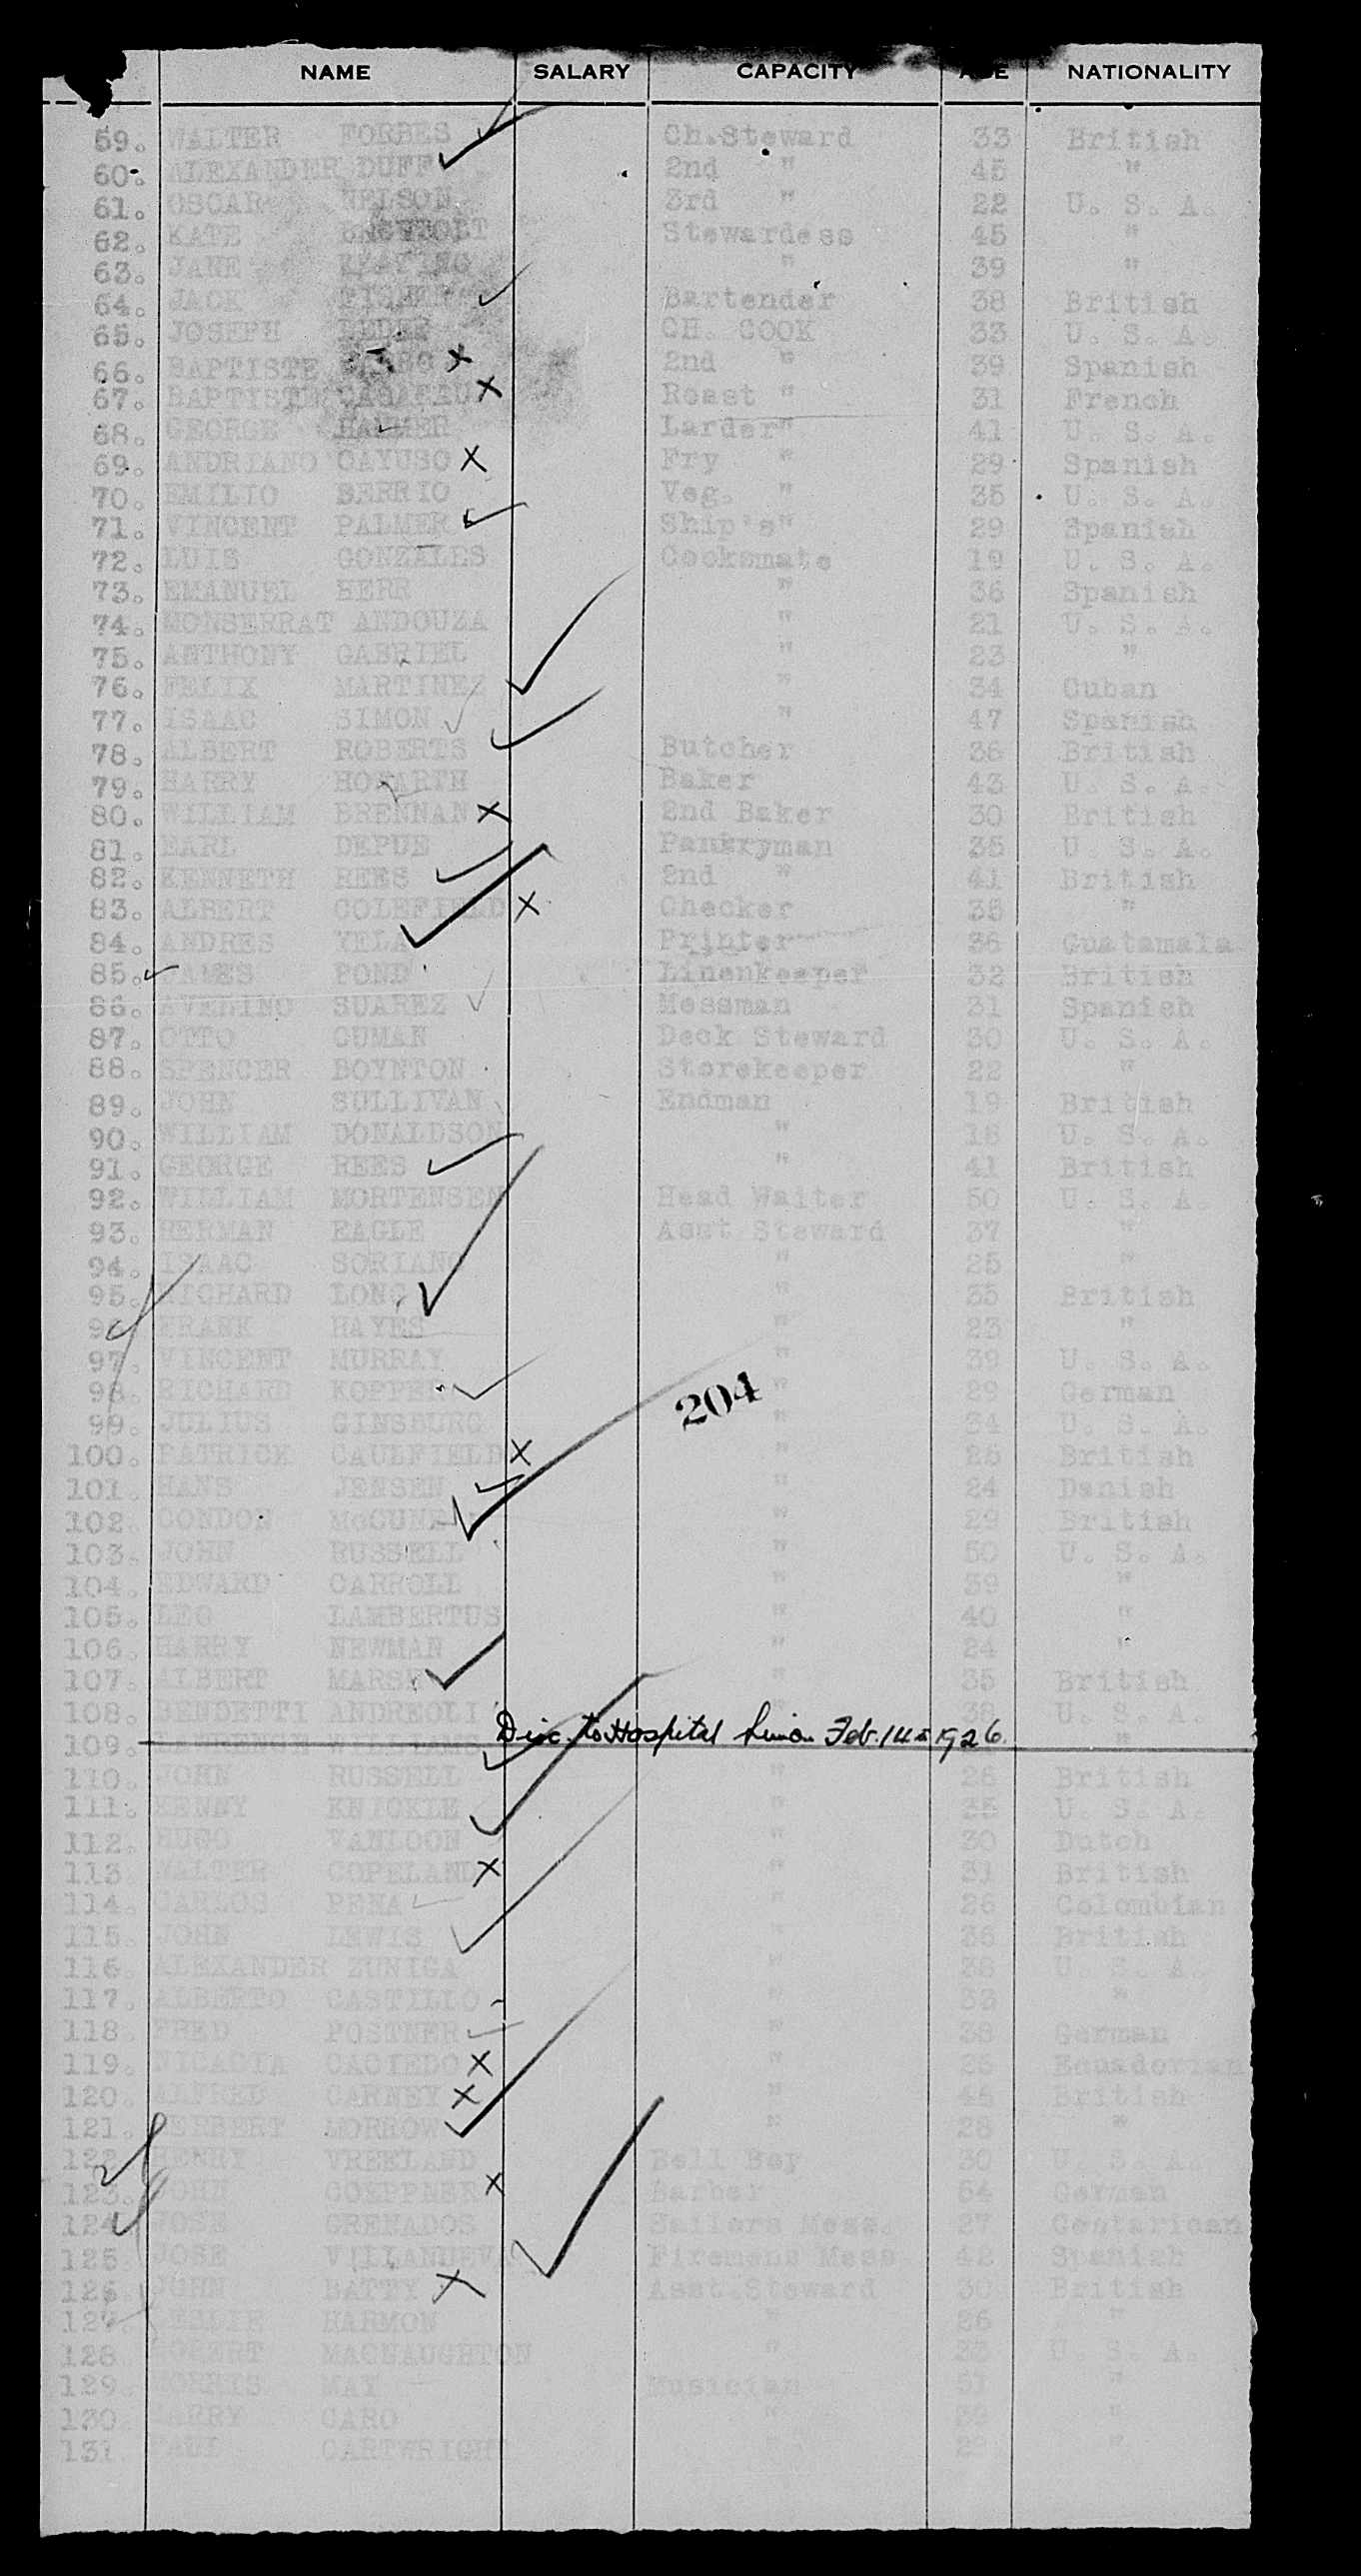 NAME SALARY CAPACITY AGE NATIONALITY
59. WALTER FORBES Ch.Steward 33 British
60. ALEXANDER DUFF 2nd " 45 "
61. OSCAR NELSON 3rd " 22 U. S. A.
62. KATE Stewardess 45 "
63. JANE KEATING " 39 "
64. JACK FISHER Bartender 38 British
65. JOSEPH CH. COOK 33 U. S. A.
66. BAPTISTE 2nd " 39 Spanish
67. BAPTISTE Roast " 31 French
68. GEORGE Larder" 41 U. S. A.
69. ANDRIANO CAYUSO Fry " 29 Spanish
70. EMILIO BERRIO Veg. " 35 U. S. A.
71. VINCENT PALMER Ship's" 29 Spanish
72. LUIS GONZALES Cooksmate 19 U. S. A.
73. EMANUEL BERR " 36 Spanish
74. MONSERRAT ANDOUZA " 21 U. S. A.
75. ANTHONY GABRIEL " 23 "
76. FELIX MARTINEZ " 34 Cuban
77. ISAAC SIMON " 47 Spanish
78. ALBERT ROBERTS Butcher 36 British
79. HARRY HOGARTH Baker 43 U. S. A.
80. WILLIAM BRENNAN 2nd Baker 30 British
81. EARL DEPUE Pantryman 35 U. S. A.
82. KENNETH REES 2nd " 41 British
83. ALBERT COLEFIELD Checker 35 "
84. ANDRES YELA Printer 36 Guatamala
85. JAMES POND Linenkeeper 32 British
86. AVELINO SUAREZ Messman 31 Spanish
87. OTTO GUMAN Deck Steward 30 U. S. A.
88. SPENCER BOYNTON Storekeeper 22 "
89. JOHN SULLIVAN Endman 19 British
90. WILLIAM DONALDSON " 18 U. S. A.
91. GEORGE REES " 41 British
92. WILLIAM MORTENSEN Head Waiter 50 U. S. A.
93. HERMAN EAGLE Asst Steward 37 "
94. ISAAC SORIANO " 25 "
95. RICHARD LONG " 35 British
96. FRANK HAYES " 23 "
97. VINCENT MURRAY " 39 U. S. A.
98. RICHARD KOPPEL " 29 German
204
99. JULIUS GINSBURG " 34 U. S. A.
100. PATRICK CAULFIELD " 25 British
101. HANS JENSEN " 24 Danish
102. CONDON " 29 British
103. JOHN RUSSELL " 50 U. S. A.
104. EDWARD CARROLL " 39 "
105. LEO LAMBERTUS " 40 "
106. HARRY NEWMAN " 24 "
107. ALBERT MARSH " 35 British
108. BENDETTI ANDREOLI " 38 U. S. A.
109. LAURENCE WILLIAMS Disc. to Hospital Limon Feb. 14th 1926. "
110. JOHN RUSSELL " 26 British
111. KENNY KNICKLE " 35 U. S. A.
112. HUGO VANLOON " 30 Dutch
113. WALTER COPELAND " 31 British
114. CARLOS PENA " 26 Colombian
115. JOHN LEWIS " 36 British
116. ALEXANDER ZUNIGA " 38 U. S. A.
117. ALBERTO CASTILLO " 33 "
118. FRED POSTNER " 38 German
119. NICACIA CACIEDO " 25 Ecuadorian
120. ALFRED CARNEY " 45 British
121. HERBERT MORROW " 28 "
122. HENRY VREELAND Bell Boy 30 U. S. A.
123. JOHN GOEPPNER Barber 54 German
124. JOSE GRENADOS Sailors Mess. 27 Costarican
125. JOSE VILLANUEVA Firemens Mess 42 Spanish
126. JOHN BATTY Asst.Steward 30 British
127. LESLIE HARMON " 26 "
128. ROBERT MACNAUGHTON " 33 U. S. A.
129. MORRIS MAY Musician 51 "
130. HARRY CARO " "
131. PAUL CARTWRIGHT " "